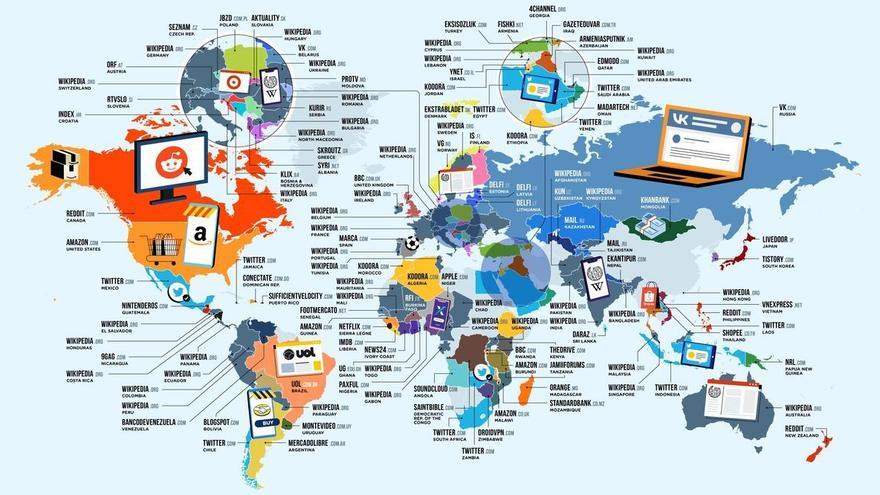 SEZNAM.CZ
CZECH REP.
JBZD.COM.PL
POLAND
AKTUALITY.SK
SLOVAKIA
WIKIPEDIA.ORG
HUNGARY
WIKIPEDIA.ORG
GERMANY
VK.COM
BELARUS
ORF.AT
AUSTRIA
WIKIPEDIA.ORG
UKRAINE
WIKIPEDIA.ORG
SWITZERLAND
PROTV.MD
MOLDOVA
RTVSLO.SI
SLOVENIA
WIKIPEDIA.ORG
ROMANIA
INDEX.HR
CROATIA
KURIR.RS
SERBIA
WIKIPEDIA.ORG
BULGARIA
WIKIPEDIA.ORG
NORTH MACEDONIA
SKROUTZ.GR
GREECE
SYRI.NET
ALBANIA
KLIX.BA
BOSNIA & HERZEGOVINA
WIKIPEDIA.ORG
ITALY
W
EKSISOZLUK.COM
TURKEY
FISHKI.NET
ARMENIA
4CHANNEL.ORG
GEORGIA
GAZETEDUVAR.COM.TR
IRAQ
ARMENIASPUTNIK.AM
AZERBAIJAN
WIKIPEDIA.ORG
CYPRUS
WIKIPEDIA.ORG
KUWAIT
WIKIPEDIA.ORG
LEBANON
EDMODO.COM
QATAR
YNET.CO.IL
ISRAEL
WIKIPEDIA.ORG
UNITED ARAB EMIRATES
KOOORA.COM
JORDAN
TWITTER.COM
SAUDI ARABIA
EKSTRABLADET.DK
DENMARK
TWITTER.COM
EGYPT
MADARTECH.COM
OMAN
TWITTER.COM
YEMEN
KOOORA.COM
ETHIOPIA
WIKIPEDIA.ORG
SWEDEN
IS.FI
FINLAND
VG.NO
NORWAY
WIKIPEDIA.ORG
NETHERLANDS
VK
VK.COM
RUSSIA
BBC.COM
UNITED KINGDOM
WIKIPEDIA.ORG
IRELAND
DELFI.EE
ESTONIA
DELFI.LV
LATVIA
DELFI.LT
LITHUANIA
WIKIPEDIA.ORG
AFGHANISTAN
KUN.UZ
UZBEKISTAN
WIKIPEDIA.ORG
KYRGYZSTAN
KHANBANK.COM
MONGOLIA
WIKIPEDIA.ORG
BELGIUM
WIKIPEDIA.ORG
FRANCE
MARCA.COM
SPAIN
WIKIPEDIA.ORG
PORTUGAL
WIKIPEDIA.ORG
TUNISIA
KOOORA.COM
MOROCCO
KOOORA.COM
ALGERIA
APPLE.COM
NIGER
MAIL.RU
KAZAKHSTAN
MAIL.RU
TAJIKISTAN
EKANTIPUR.COM
NEPAL
LIVEDOOR.JP
JAPAN
TISTORY.COM
SOUTH KOREA
REDDIT.COM
CANADA
AMAZON.COM
UNITED STATES
a
TWITTER.COM
MEXICO
TWITTER.COM
JAMAICA
CONECTATE.COM.DO
DOMINICAN REP.
SUFFICIENTVELOCITY.COM
PUERTO RICO
NINTENDEROS.COM
GUATEMALA
WIKIPEDIA.ORG
EL SALVADOR
WIKIPEDIA.ORG
HONDURAS
9GAG.COM
NICARAGUA
WIKIPEDIA.ORG
COSTA RICA
WIKIPEDIA.ORG
PANAMA
WIKIPEDIA.ORG
ECUADOR
WIKIPEDIA.ORG
COLOMBIA
WIKIPEDIA.ORG
PERU
BANCODEVENEZUELA.COM
VENEZUELA
BLOGSPOT.COM
BOLIVIA
TWITTER.COM
CHILE
UOL
UOL.COM.BR
BRAZIL
BUY
WIKIPEDIA.ORG
PARAGUAY
MONTEVIDEO.COM.UY
URUGUAY
MERCADOLIBRE.COM.AR
ARGENTINA
WIKIPEDIA.ORG
MAURITANIA
WIKIPEDIA.ORG
MALI
FOOTMERCATO.NET
SENEGAL
AMAZON.COM
GUINEA
NETFLIX.COM
SIERRA LEONE
IMDB.COM
LIBERIA
NEWS24.COM
IVORY COAST
RFI.FR
BURKINA FASO
UG.EDU.GH
GHANA
WIKIPEDIA.ORG
TOGO
PAXFUL.COM
NIGERIA
WIKIPEDIA.ORG
GABON
WIKIPEDIA.ORG
CHAD
WIKIPEDIA.ORG
CAMEROON
WIKIPEDIA.ORG
UGANDA
WIKIPEDIA.ORG
PAKISTAN
WIKIPEDIA.ORG
INDIA
DARAZ.LK
SRI LANKA
WIKIPEDIA.ORG
BANGLADESH
BBC.COM
RWANDA
THEDRIVE.COM
KENYA
AMAZON.COM
BURUNDI
JAMIIFORUMS.COM
TANZANIA
ORANGE.MG
MADAGASCAR
STANDARDBANK.CO.MZ
MOZAMBIQUE
AMAZON.CO.UK
MALAWI
SOUNDCLOUD.COM
ANGOLA
SAINTBIBLE.COM
DEMOCRATIC REP. OF THE CONGO
TWITTER.COM
SOUTH AFRICA
DROIDVPN.COM
ZIMBABWE
TWITTER.COM
ZAMBIA
WIKIPEDIA.ORG
HONG KONG
VNEXPRESS.NET
VIETNAM
REDDIT.COM
PHILIPPINES
TWITTER.COM
LAOS
SHOPEE.CO.TH
THAILAND
WIKIPEDIA.ORG
MALAYSIA
WIKIPEDIA.ORG
SINGAPORE
TWITTER.COM
INDONESIA
NRL.COM
PAPUA NEW GUINEA
WIKIPEDIA.ORG
AUSTRALIA
REDDIT.COM
NEW ZEALAND